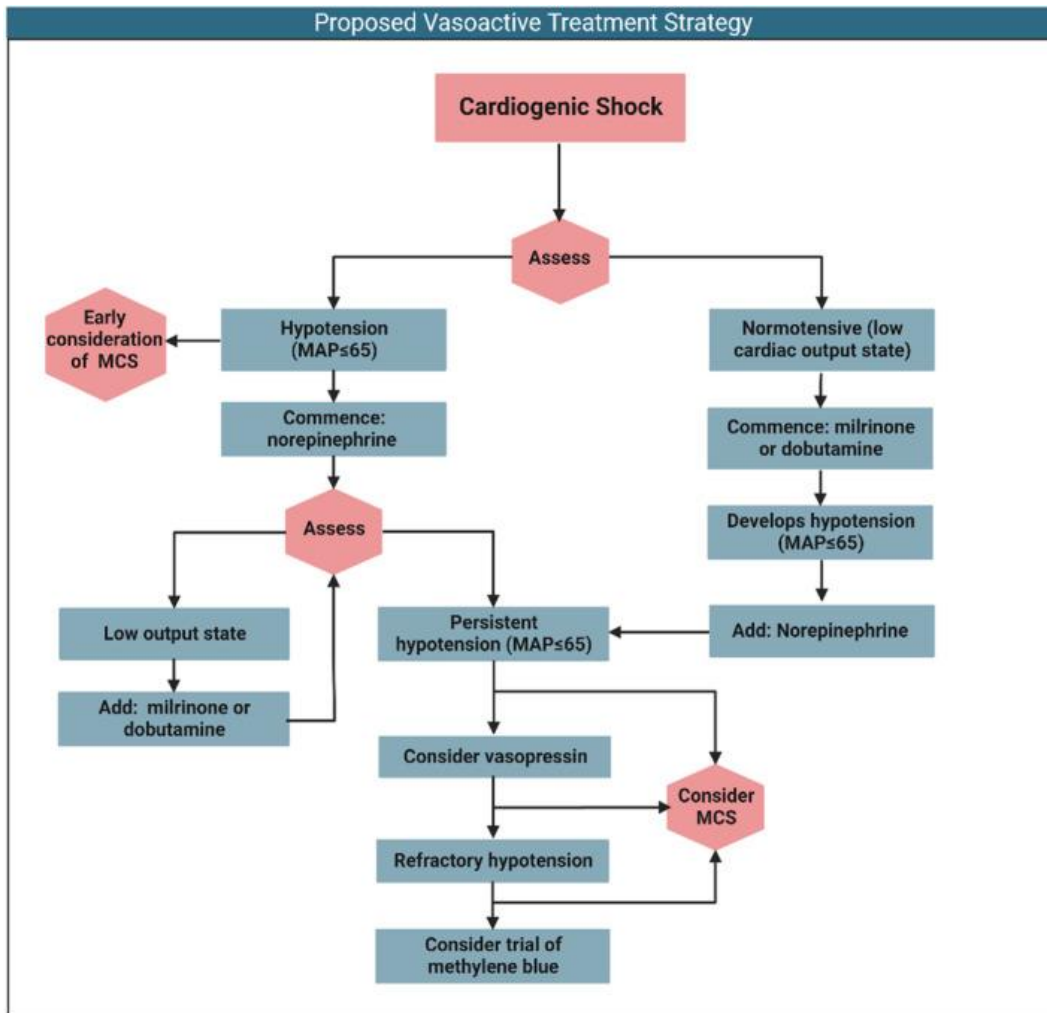 Proposed Vasoactive Treatment Strategy
Cardiogenic Shock
Assess
Early
consideration
of MCS
Hypotension
(MAP≤65)
Normotensive (low
cardiac output state)
Commence:
norepinephrine
Commence: milrinone
or dobutamine
Assess
Develops hypotension
(MAP≤65)
Low output state
Persistent
hypotension (MAP≤65)
Add: Norepinephrine
Add: milrinone or
dobutamine
Consider vasopressin
Consider
MCS
Refractory hypotension
Consider trial of
methylene blue